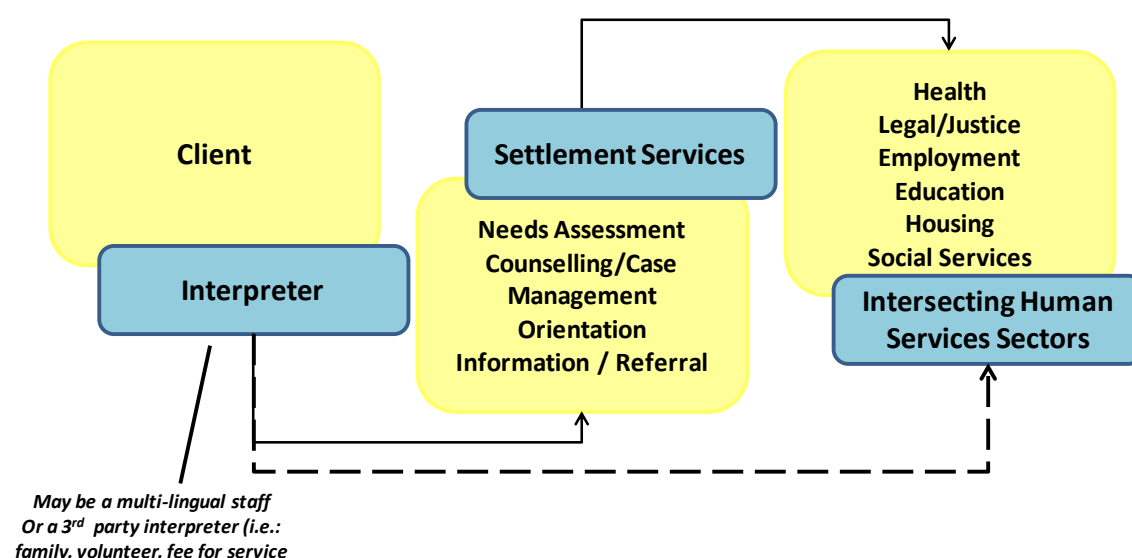 Client
Interpreter
May be a multi-lingual staff
Or a 3rd party interpreter (i.e.:
family, volunteer, fee for service
Settlement Services
Needs Assessment
Counselling/Case
Management
Orientation
Information / Referral
Health
Legal/Justice
Employment
Education
Housing
Social Services
Intersecting Human
Services Sectors